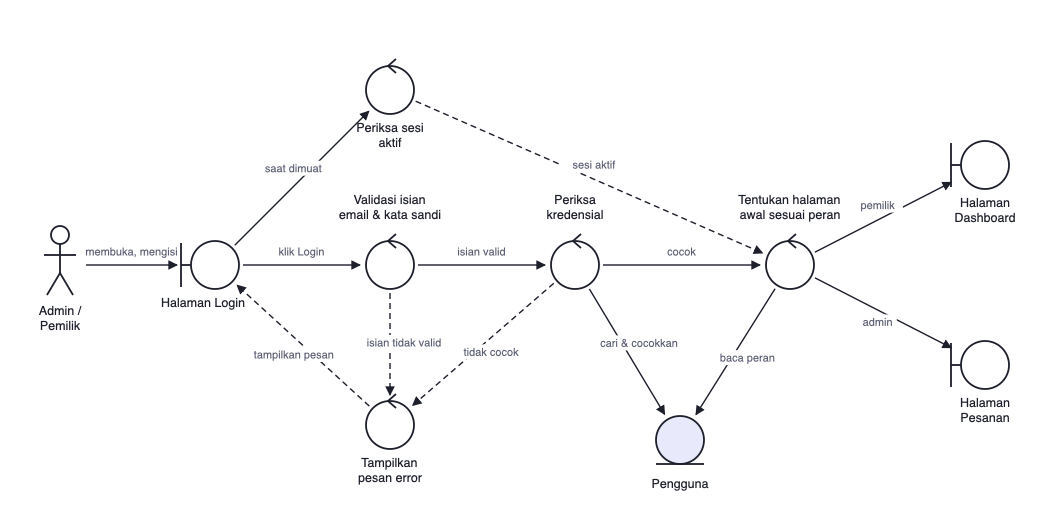 Periksa sesi
aktif
saat dimuat
sesi aktif
Validasi isian
email & kata sandi
Periksa
kredensial
Tentukan halaman
awal sesuai peran
pemilik
Halaman
Dashboard
membuka, mengisi
klik Login
isian valid
cocok
Admin /
Pemilik
Halaman Login
tampilkan pesan
isian tidak valid
tidak cocok
cari & cocokkan
baca peran
admin
Halaman
Pesanan
Tampilkan
pesan error
Pengguna